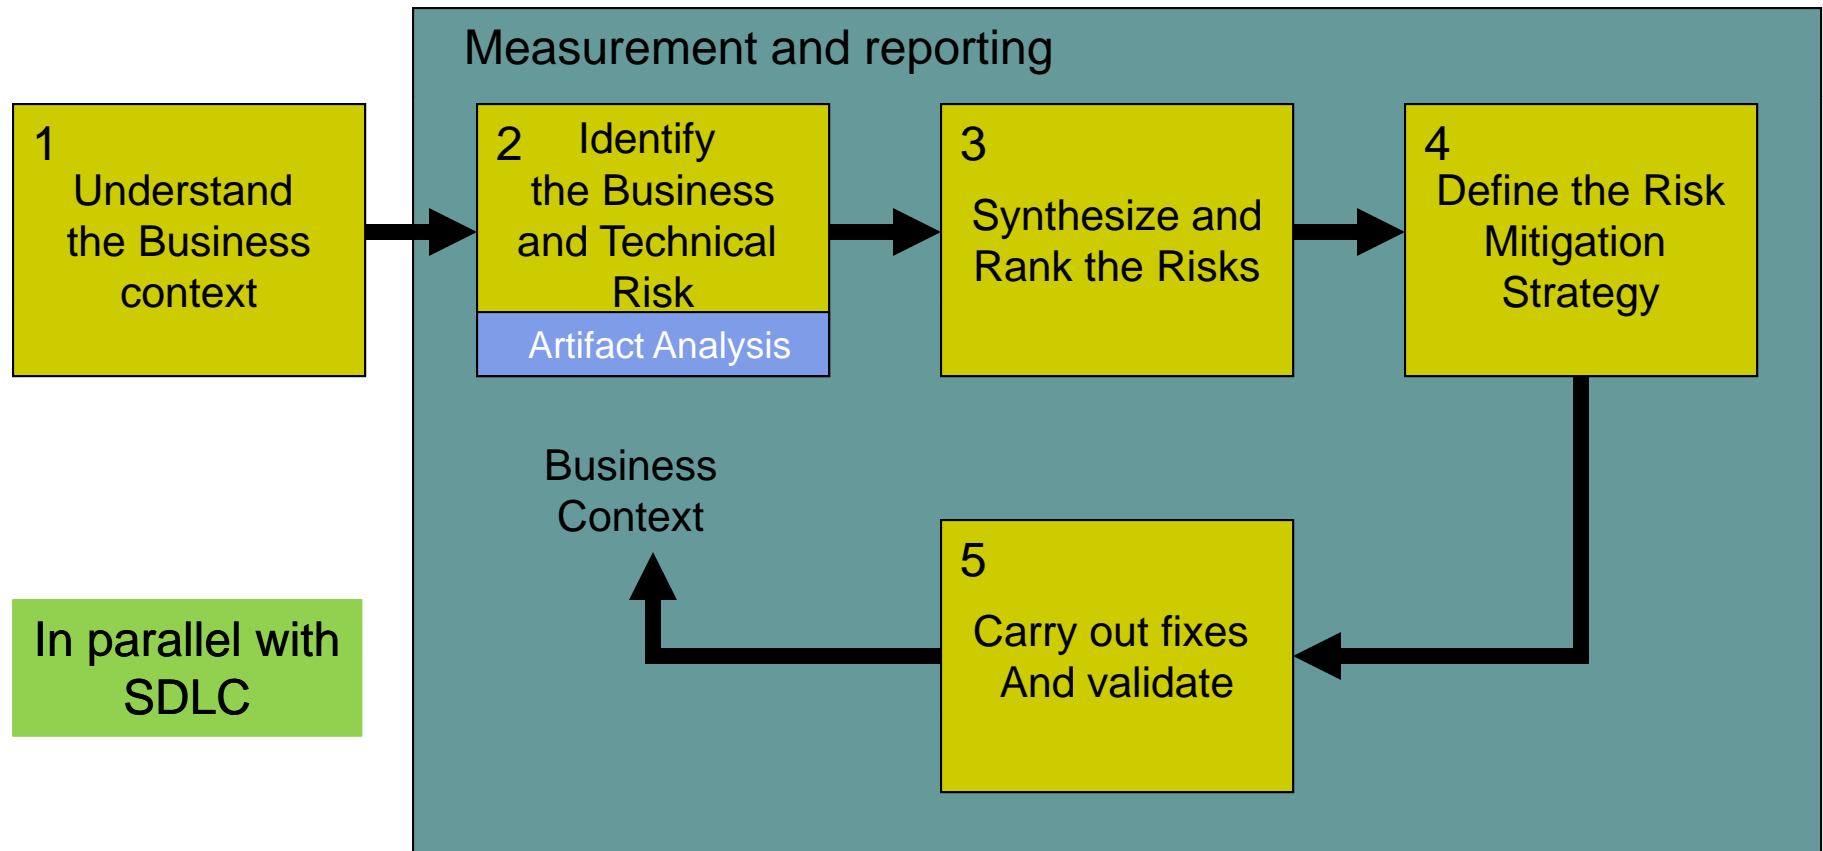 Measurement and reporting
1
Understand
the Business
context
2
Identify
the Business
and Technical
Risk
Artifact Analysis
3
Synthesize and
Rank the Risks
4
Define the Risk
Mitigation
Strategy
Business
Context
5
Carry out fixes
And validate
In parallel with
SDLC